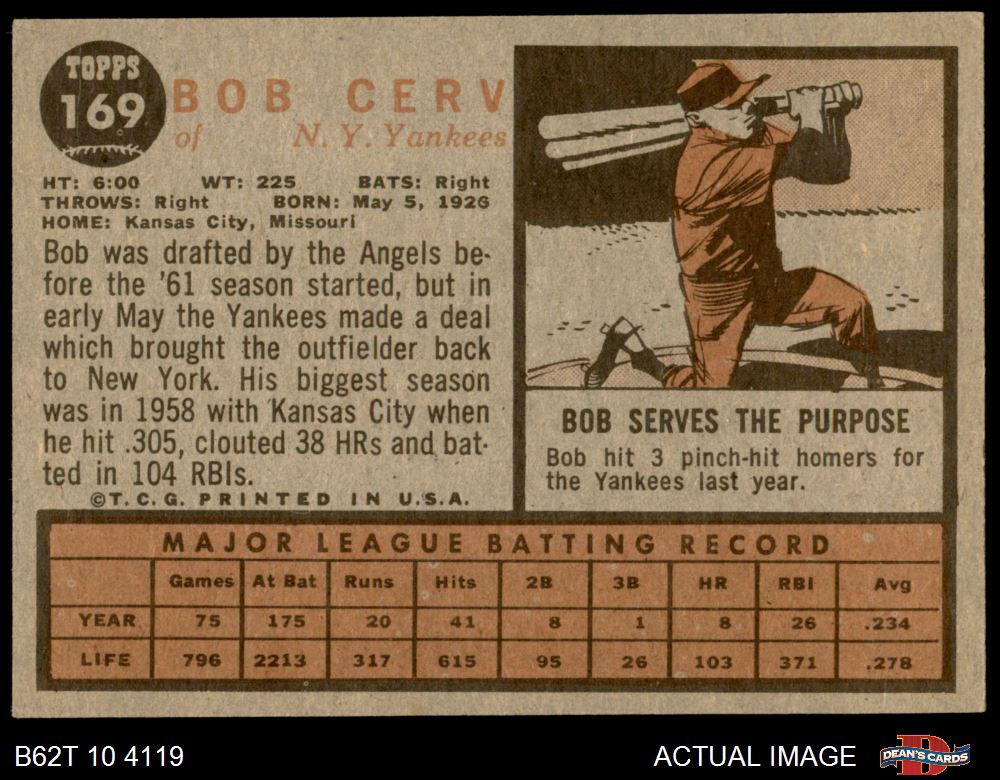 TOPPS
169
BOB CERV
of N. Y. Yankees
HT: 6:00 WT: 225 BATS: Right
THROWS: Right BORN: May 5, 1926
HOME: Kansas City, Missouri
Bob was drafted by the Angels be-
fore the '61 season started, but in
early May the Yankees made a deal
which brought the outfielder back
to New York. His biggest season
was in 1958 with Kansas City when
he hit .305, clouted 38 HRs and bat-
ted in 104 RBIs.
©T. C. G. PRINTED IN U.S.A.
BOB SERVES THE PURPOSE
Bob hit 3 pinch-hit homers for
the Yankees last year.
MAJOR LEAGUE BATTING RECORD
Games At Bat Runs Hits 2B 3B HR RBI Avg
YEAR 75 175 20 41 8 1 8 26 .234
LIFE 796 2213 317 615 95 26 103 371 .278
B62T 10 4119 ACTUAL IMAGE DEAN'S CARDS